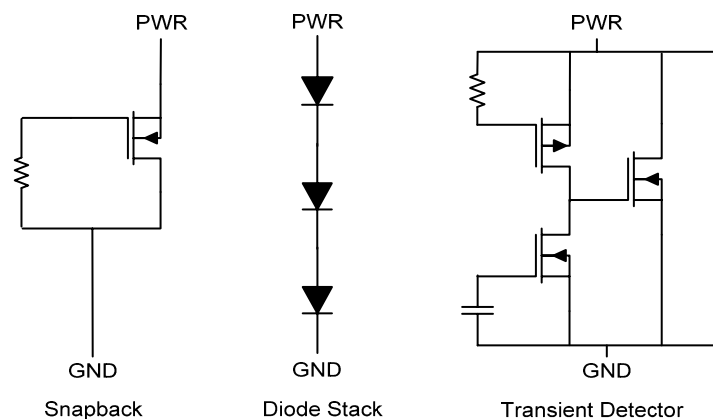 PWR
PWR
PWR
GND
GND
GND
Snapback
Diode Stack
Transient Detector